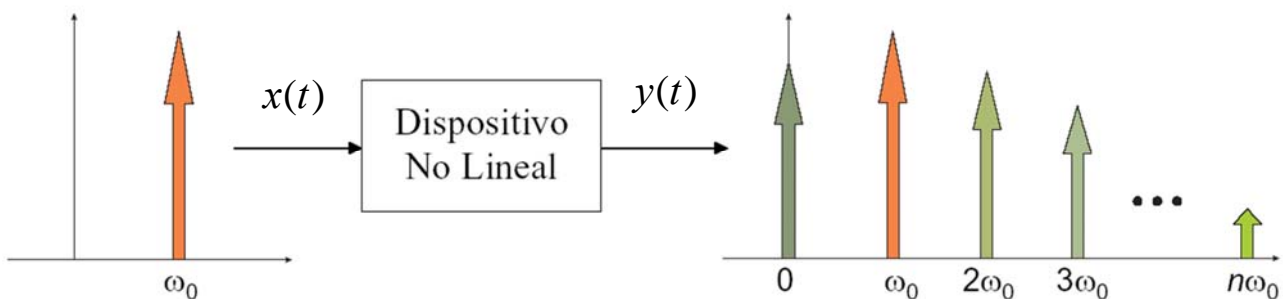 x(t)
Dispositivo
No Lineal
y(t)
ω₀
0 ω₀ 2ω₀ 3ω₀ nω₀